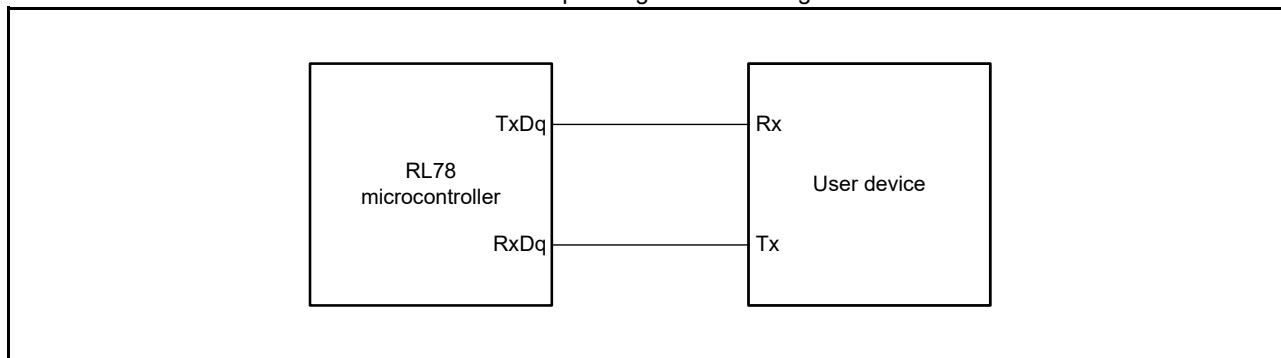 TxDq
Rx
RL78
microcontroller
User device
RxDq
Tx